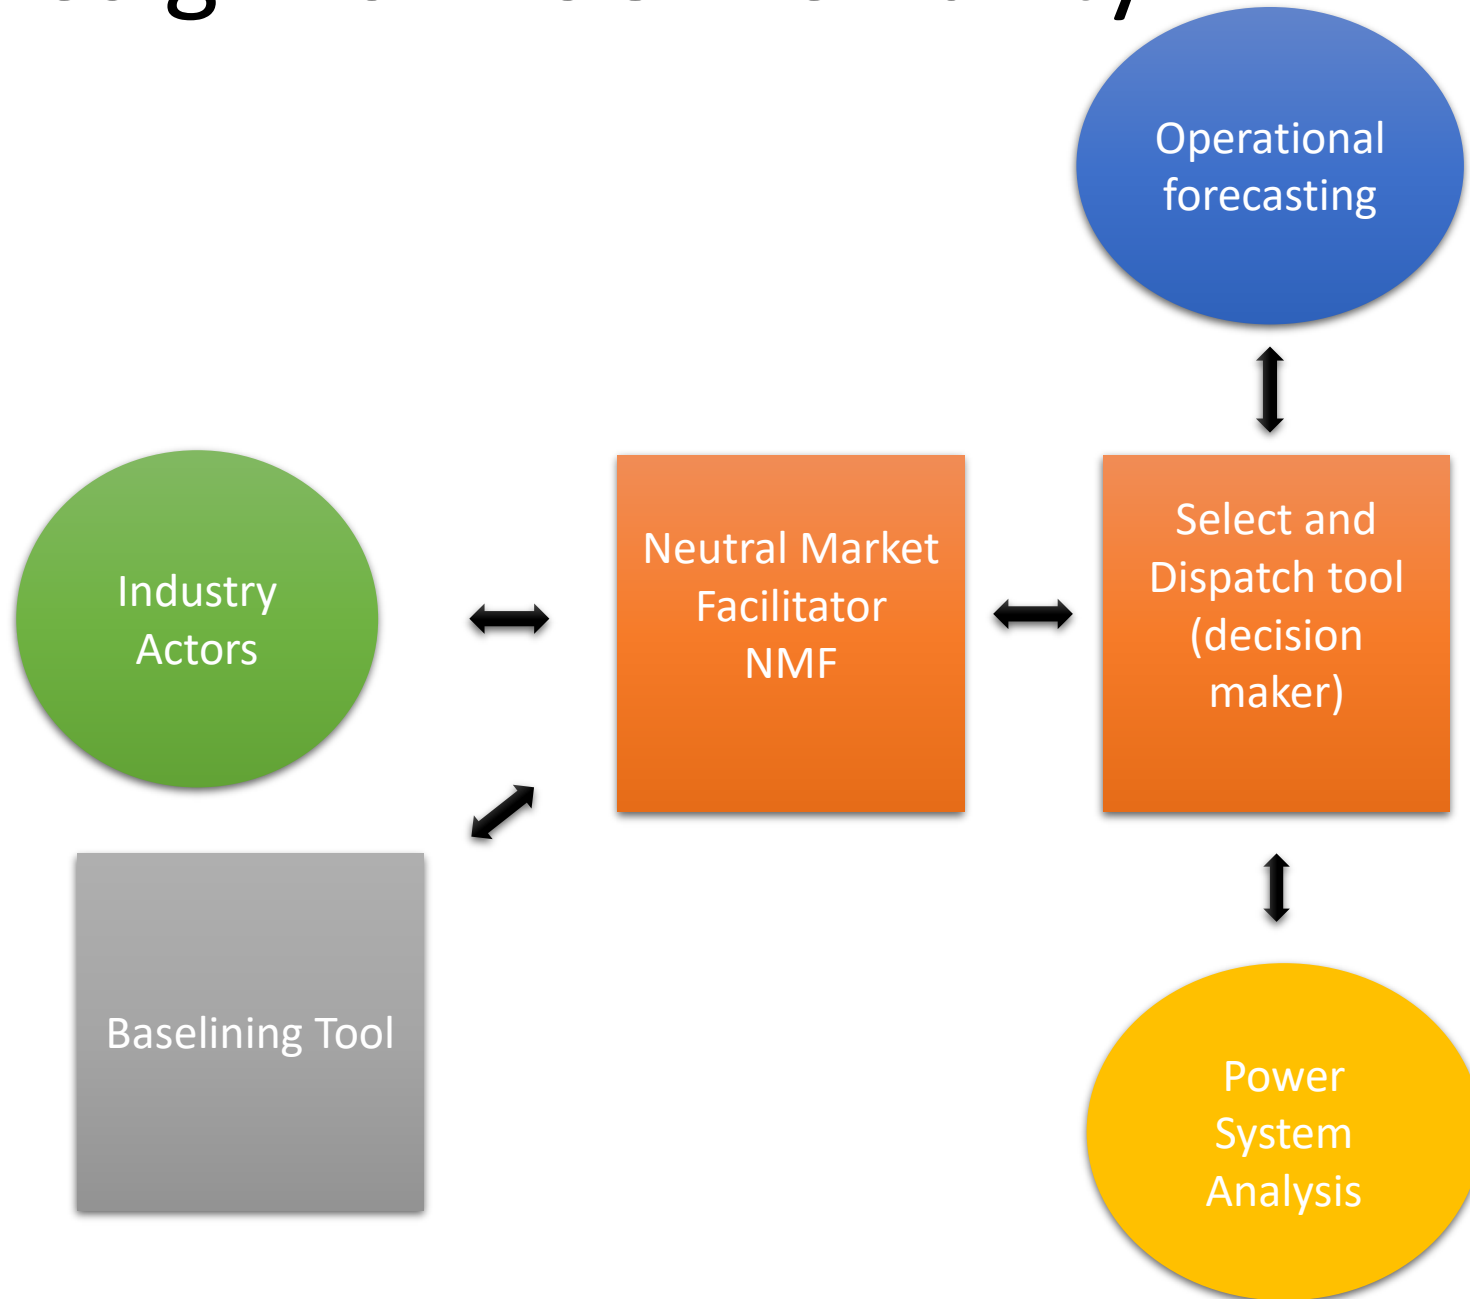 Operational
forecasting
Industry
Actors
Neutral Market
Facilitator
NMF
Select and
Dispatch tool
(decision
maker)
Baselining Tool
Power
System
Analysis